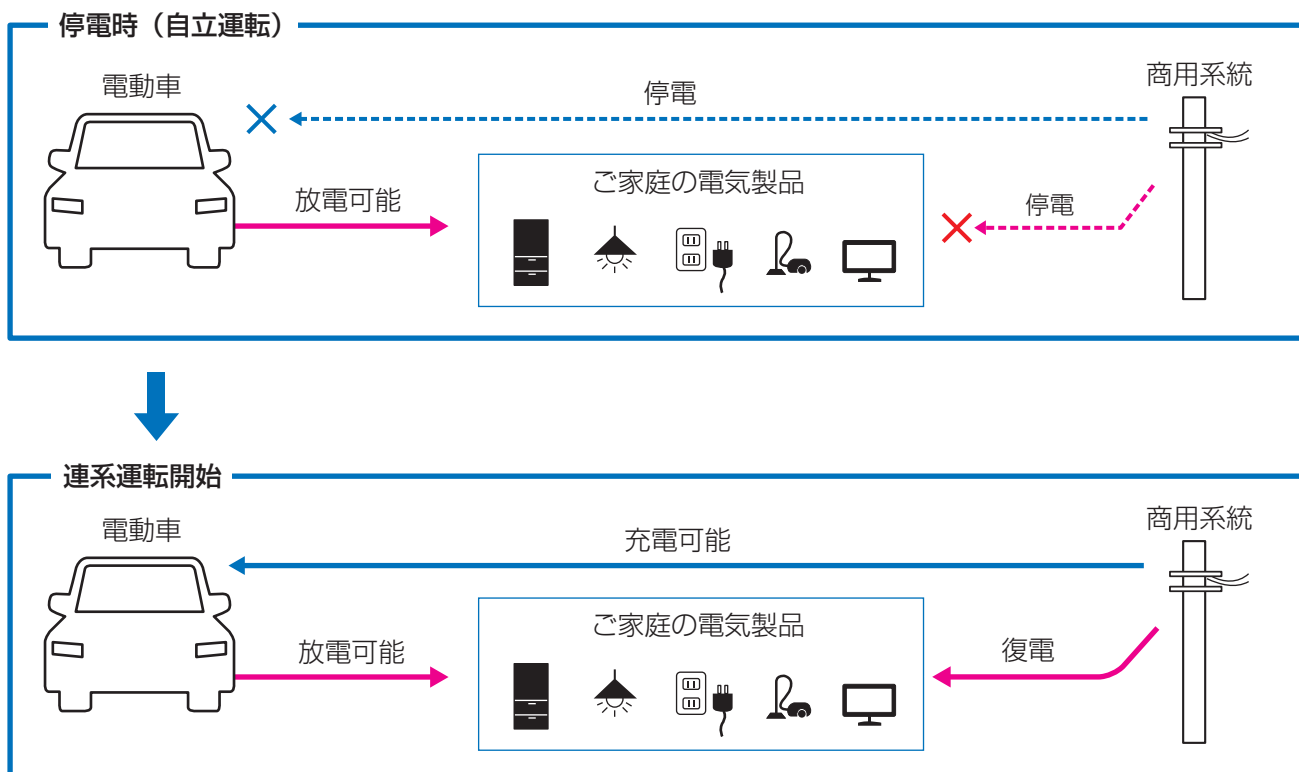 停電時（自立運転）
電動車
商用系統
停電
ご家庭の電気製品
放電可能
停電
連系運転開始
電動車
商用系統
充電可能
ご家庭の電気製品
放電可能
復電